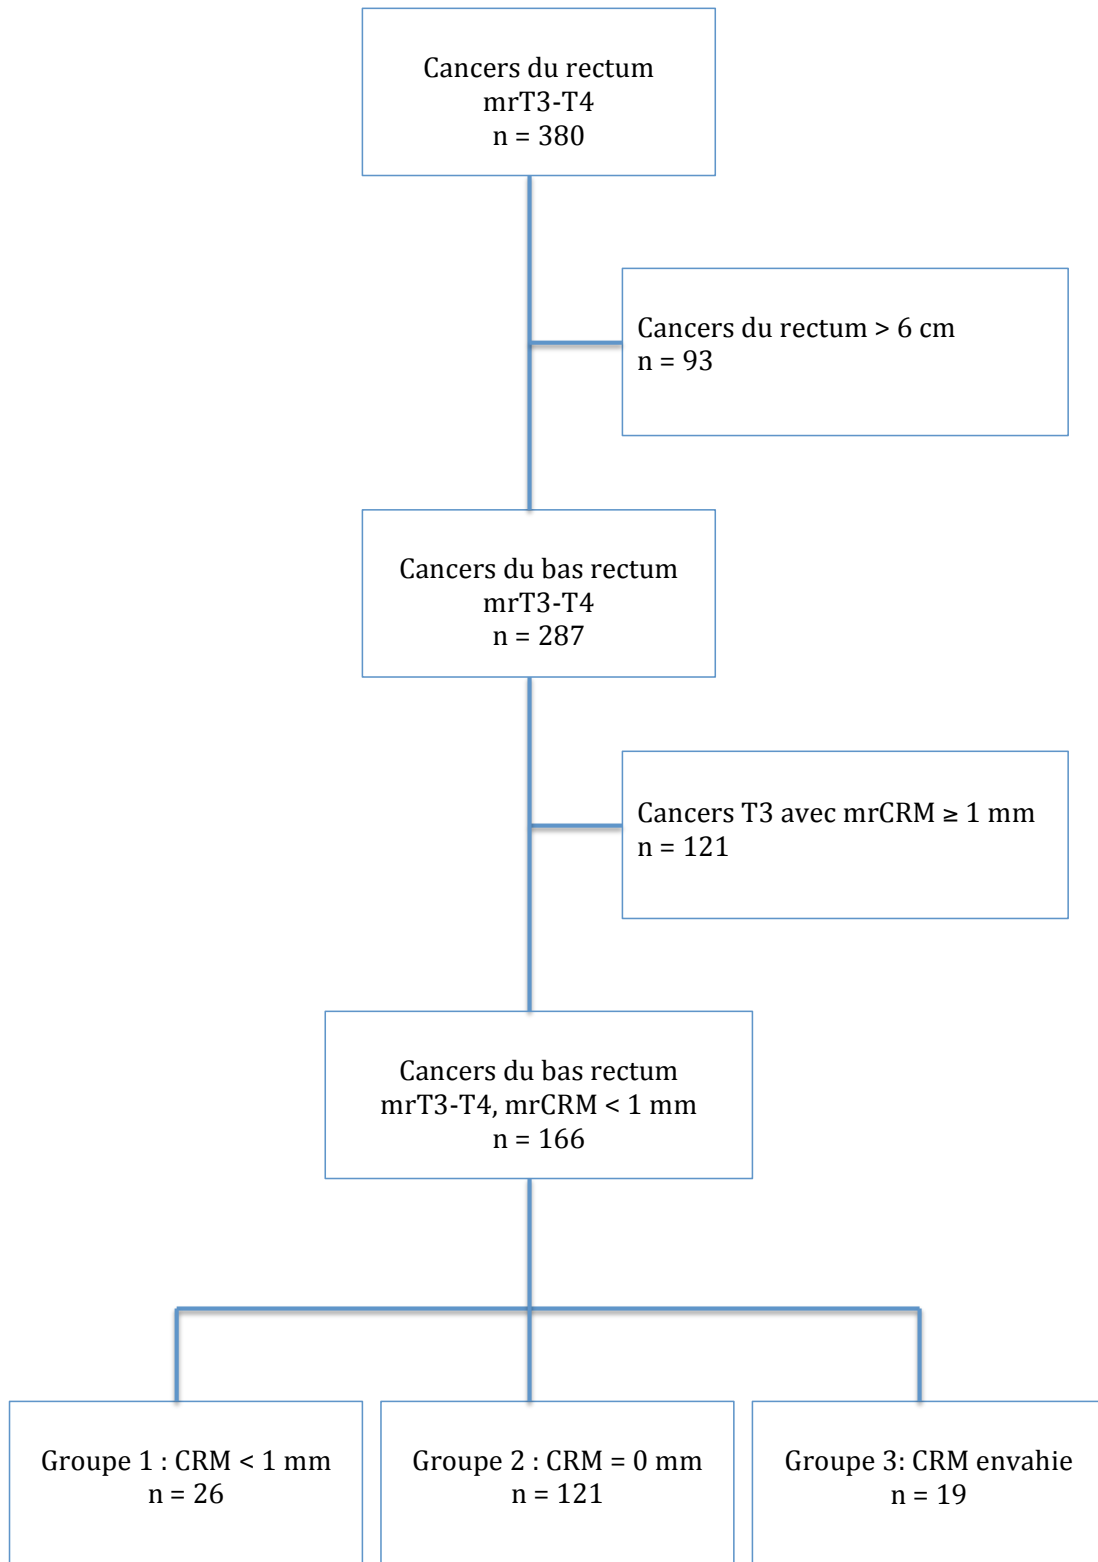 Cancers du rectum
mrT3-T4
n = 380
Cancers du rectum > 6 cm
n = 93
Cancers du bas rectum
mrT3-T4
n = 287
Cancers T3 avec mrCRM ≥ 1 mm
n = 121
Cancers du bas rectum
mrT3-T4, mrCRM < 1 mm
n = 166
Groupe 1 : CRM < 1 mm
n = 26
Groupe 2 : CRM = 0 mm
n = 121
Groupe 3: CRM envahie
n = 19